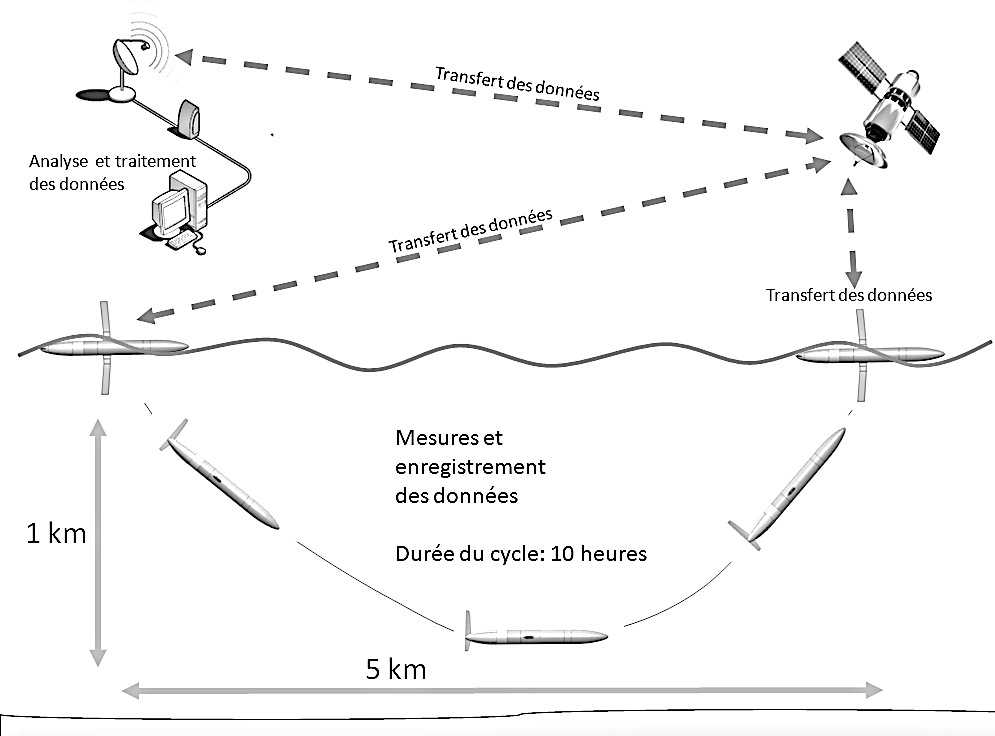 Transfert des données
Analyse et traitement
des données
Transfert des données
Transfert des données
Mesures et
enregistrement
des données
1 km
Durée du cycle: 10 heures
5 km